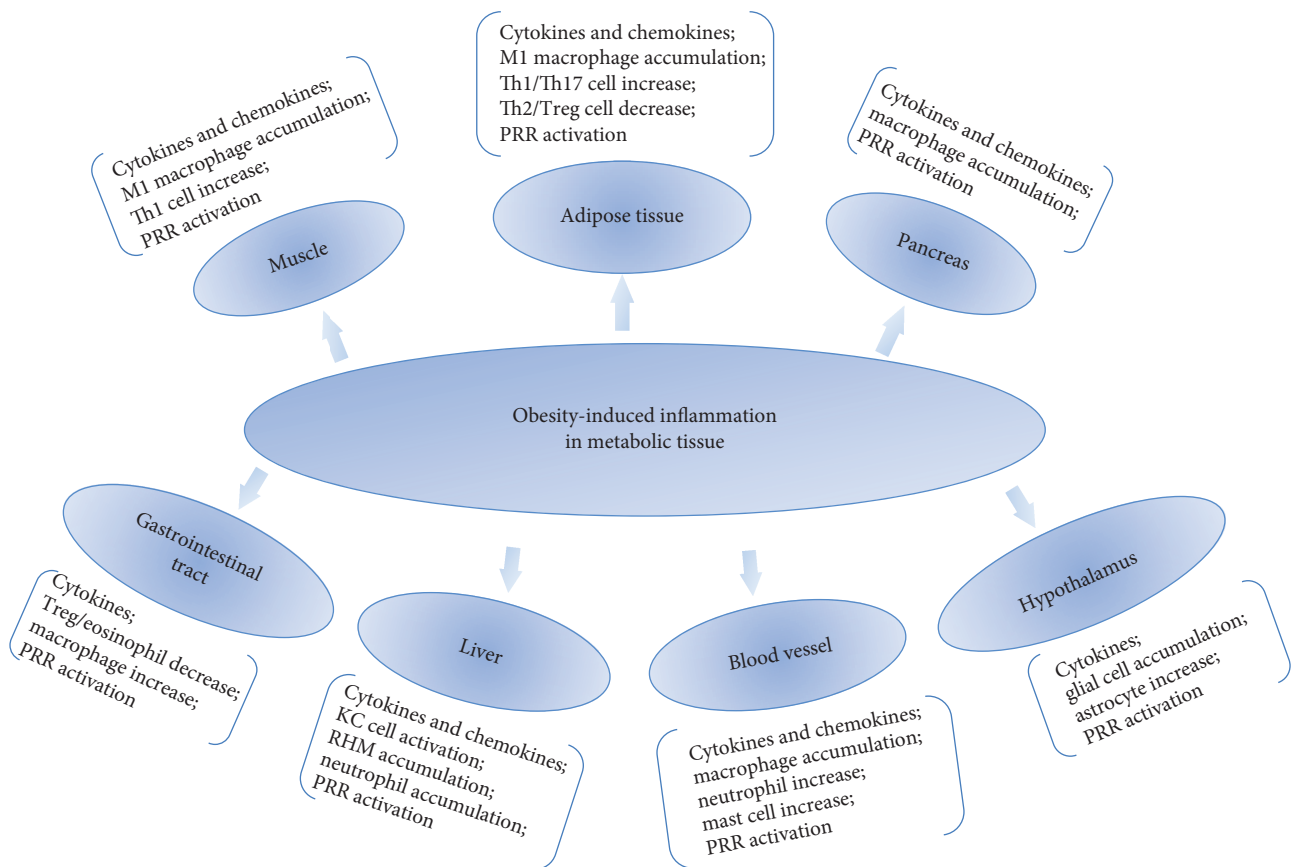 Cytokines and chemokines;
M1 macrophage accumulation;
Th1 cell increase;
PRR activation
Muscle
Cytokines and chemokines;
M1 macrophage accumulation;
Th1/Th17 cell increase;
Th2/Treg cell decrease;
PRR activation
Adipose tissue
Cytokines and chemokines;
macrophage accumulation;
PRR activation
Pancreas
Obesity-induced inflammation
in metabolic tissue
Gastrointestinal
tract
Cytokines;
Treg/eosinophil decrease;
macrophage increase;
PRR activation
Liver
Cytokines and chemokines;
KC cell activation;
RHM accumulation;
neutrophil accumulation;
PRR activation
Blood vessel
Cytokines and chemokines;
macrophage accumulation;
neutrophil increase;
mast cell increase;
PRR activation
Hypothalamus
Cytokines;
glial cell accumulation;
astrocyte increase;
PRR activation